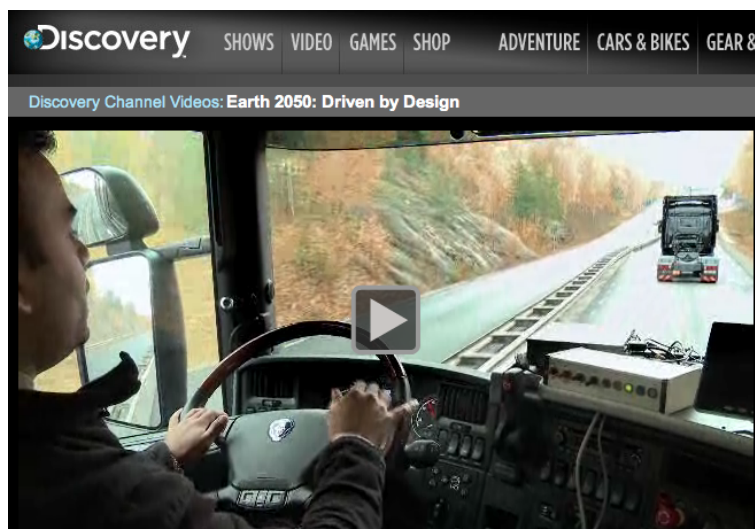 Discovery SHOWS VIDEO GAMES SHOP ADVENTURE CARS & BIKES GEAR &
Discovery Channel Videos: Earth 2050: Driven by Design